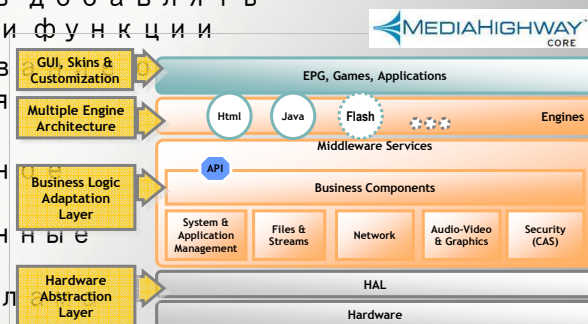 добавлять
и функции
MEDIAHIGHWAY
CORE
GUI, Skins &
Customization
EPG, Games, Applications
Multiple Engine
Architecture
Html
Java
Flash
Engines
Middleware Services
API
Business Logic
Adaptation
Layer
Business Components
System &
Application
Management
Files &
Streams
Network
Audio-Video
& Graphics
Security
(CAS)
Hardware
Abstraction
Layer
HAL
Hardware